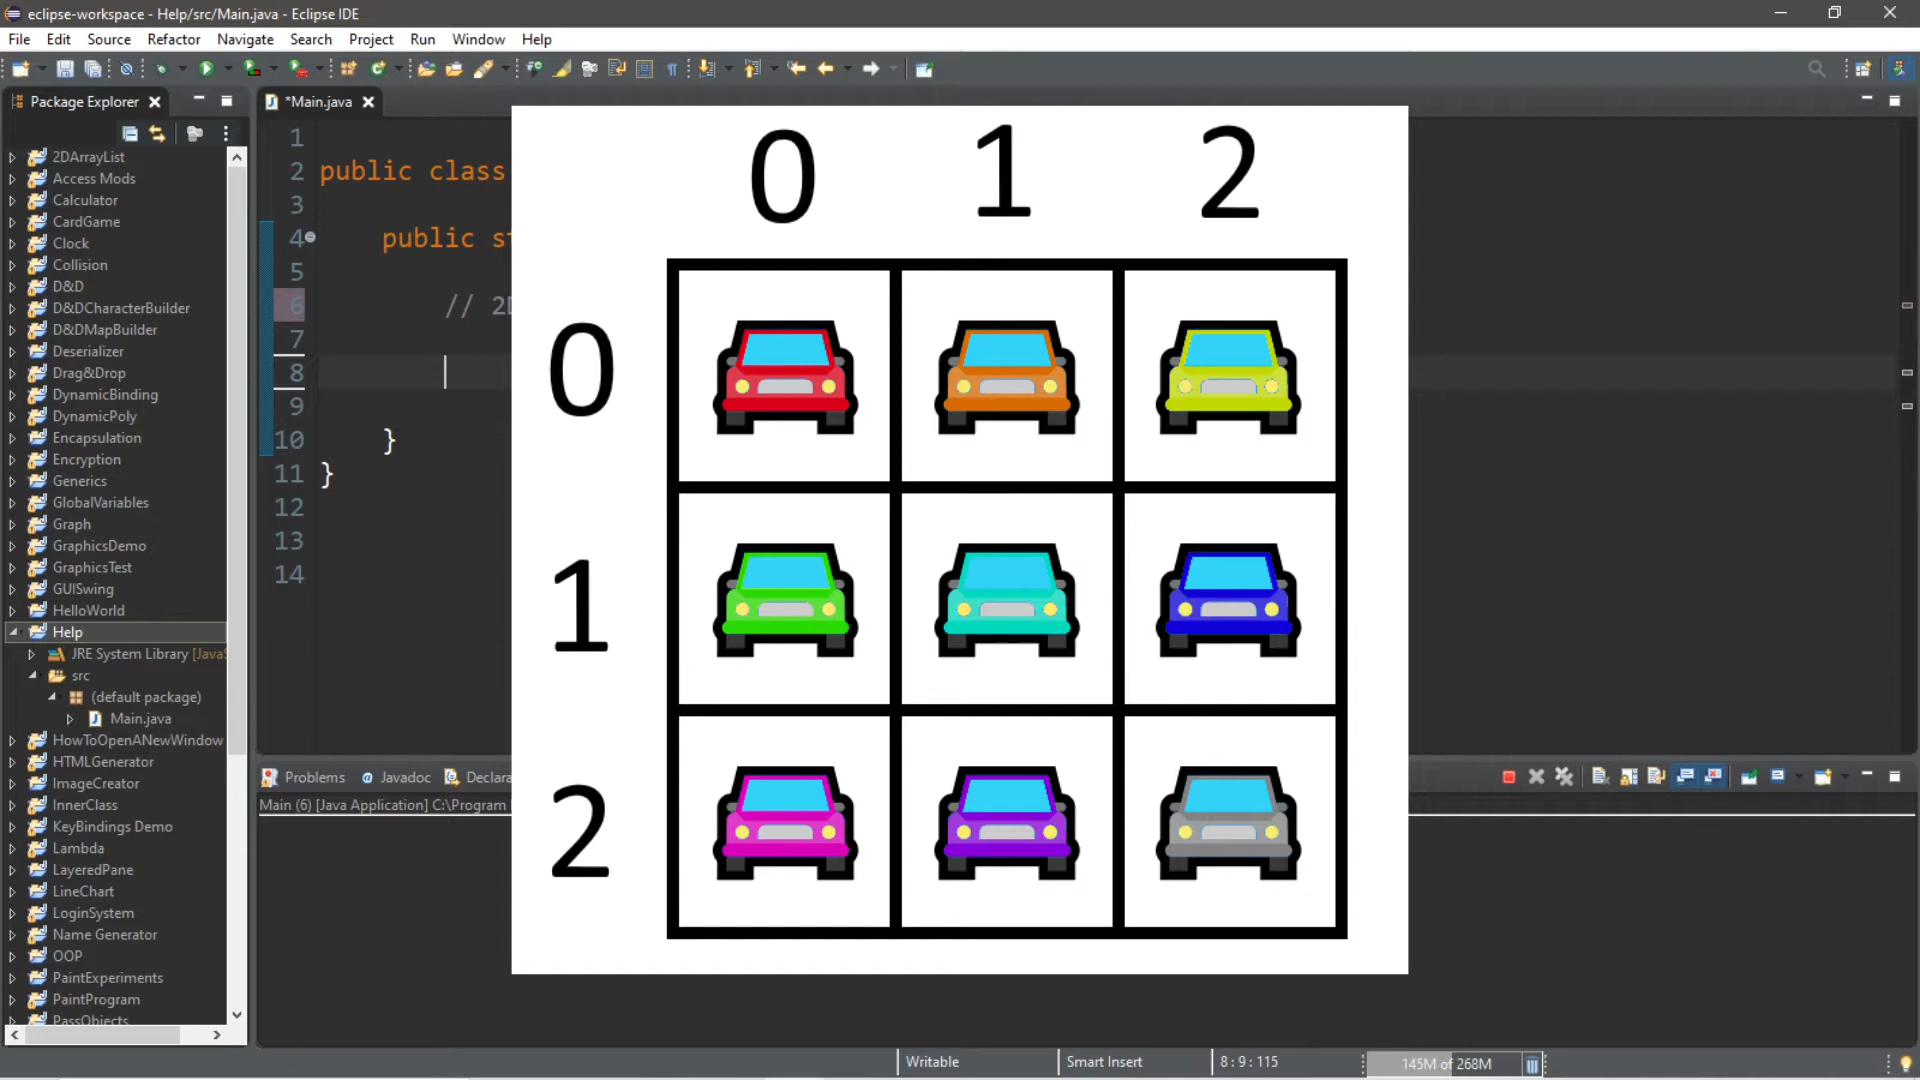 eclipse-workspace - Help/src/Main.java - Eclipse IDE
File Edit Source Refactor Navigate Search Project Run Window Help
Package Explorer
*Main.java
2DArrayList
Access Mods
Calculator
CardGame
Clock
Collision
D&D
D&DCharacterBuilder
D&DMapBuilder
Deserializer
Drag&Drop
DynamicBinding
DynamicPoly
Encapsulation
Encryption
Generics
GlobalVariables
Graph
GraphicsDemo
GraphicsTest
GUISwing
HelloWorld
Help
JRE System Library [JavaS
src
(default package)
Main.java
HowToOpenANewWindow
HTMLGenerator
ImageCreator
InnerClass
KeyBindings Demo
Lambda
LayeredPane
LineChart
LoginSystem
Name Generator
OOP
PaintExperiments
PaintProgram
PassObjects
1
2 public class
3
4 public st
5
6 // 2D
7
8
9
10 }
11 }
12
13
14
0 1 2
0
1
2
Problems Javadoc Declara
Main (6) [Java Application] C:\Program
Writable Smart Insert 8 : 9 : 115 145M of 268M